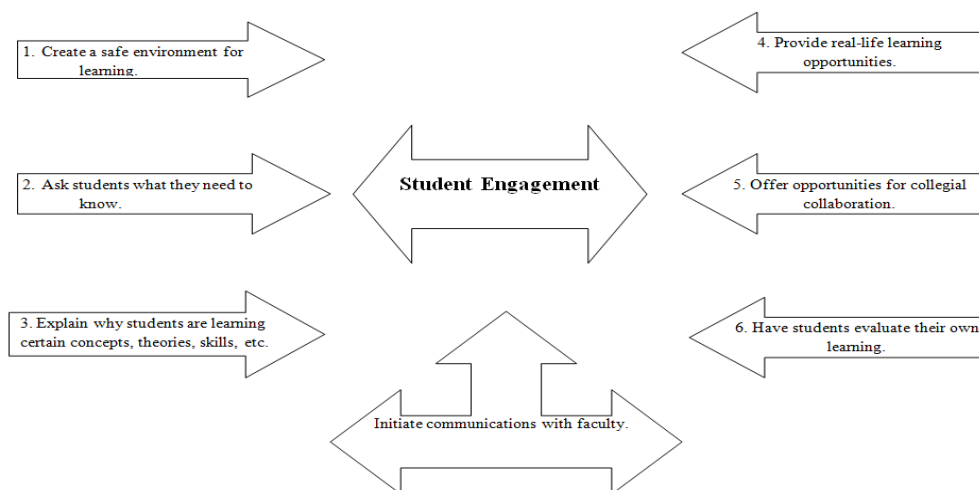 1. Create a safe environment for
learning.
2. Ask students what they need to
know.
3. Explain why students are learning
certain concepts, theories, skills, etc.
Student Engagement
Initiate communications with faculty.
4. Provide real-life learning
opportunities.
5. Offer opportunities for collegial
collaboration.
6. Have students evaluate their own
learning.